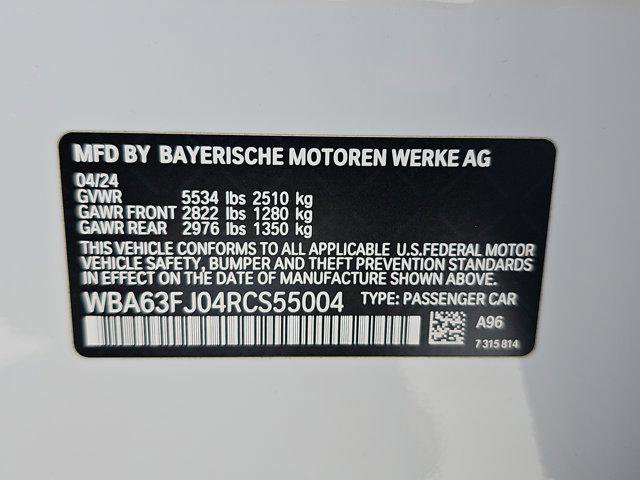 MFD BY BAYERISCHE MOTOREN WERKE AG
04/24
GVWR 5534 lbs 2510 kg
GAWR FRONT 2822 lbs 1280 kg
GAWR REAR 2976 lbs 1350 kg
THIS VEHICLE CONFORMS TO ALL APPLICABLE U.S.FEDERAL MOTOR
VEHICLE SAFETY, BUMPER AND THEFT PREVENTION STANDARDS
IN EFFECT ON THE DATE OF MANUFACTURE SHOWN ABOVE.
WBA63FJ04RCS55004 TYPE: PASSENGER CAR
A96
7 315 814